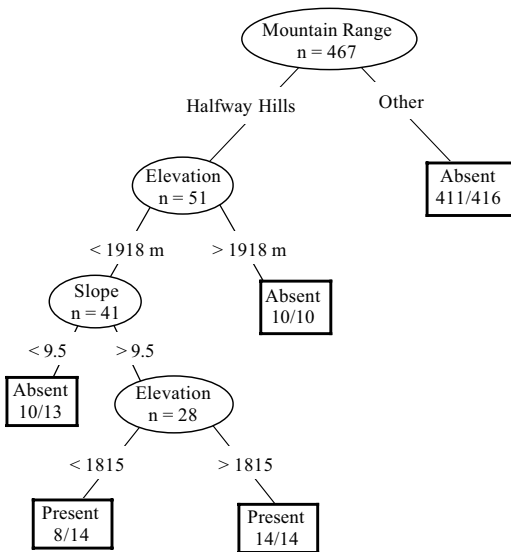 Mountain Range
n = 467
Halfway Hills
Other
Elevation
n = 51
Absent
411/416
< 1918 m
> 1918 m
Slope
n = 41
Absent
10/10
< 9.5
> 9.5
Absent
10/13
Elevation
n = 28
< 1815
> 1815
Present
8/14
Present
14/14